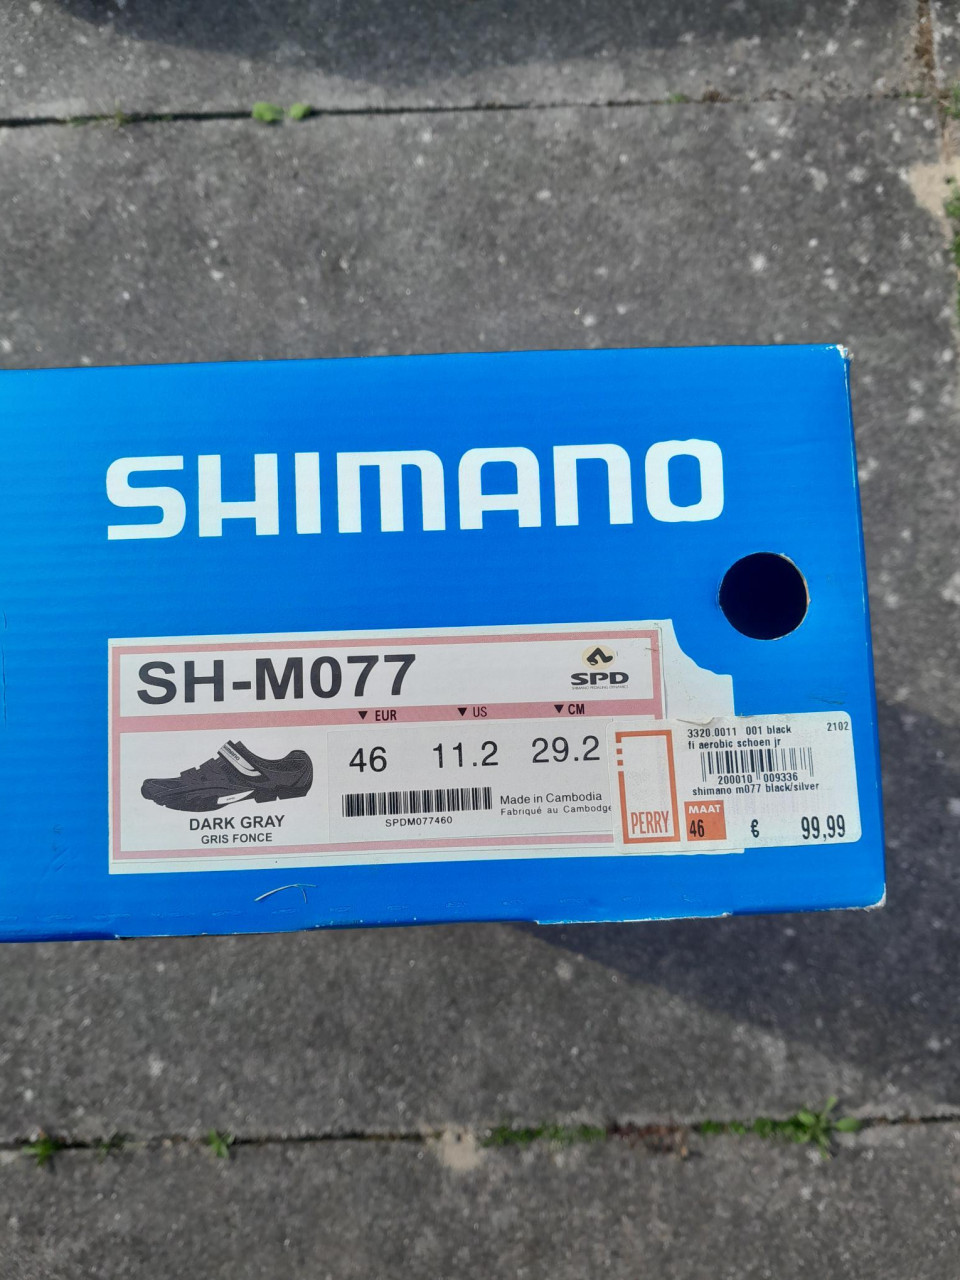 SHIMANO
SH-M077
SPD
▼ EUR ▼ US ▼ CM
46 11.2 29.2
SHIMANO
DARK GRAY
GRIS FONCE
SPDM077460
Made in Cambodia
Fabriqué au Cambodge
PERRY
3320.0011 001 black 2102
fi aerobic schoen jr
200010 009336
shimano m077 black/silver
MAAT
46 € 99,99